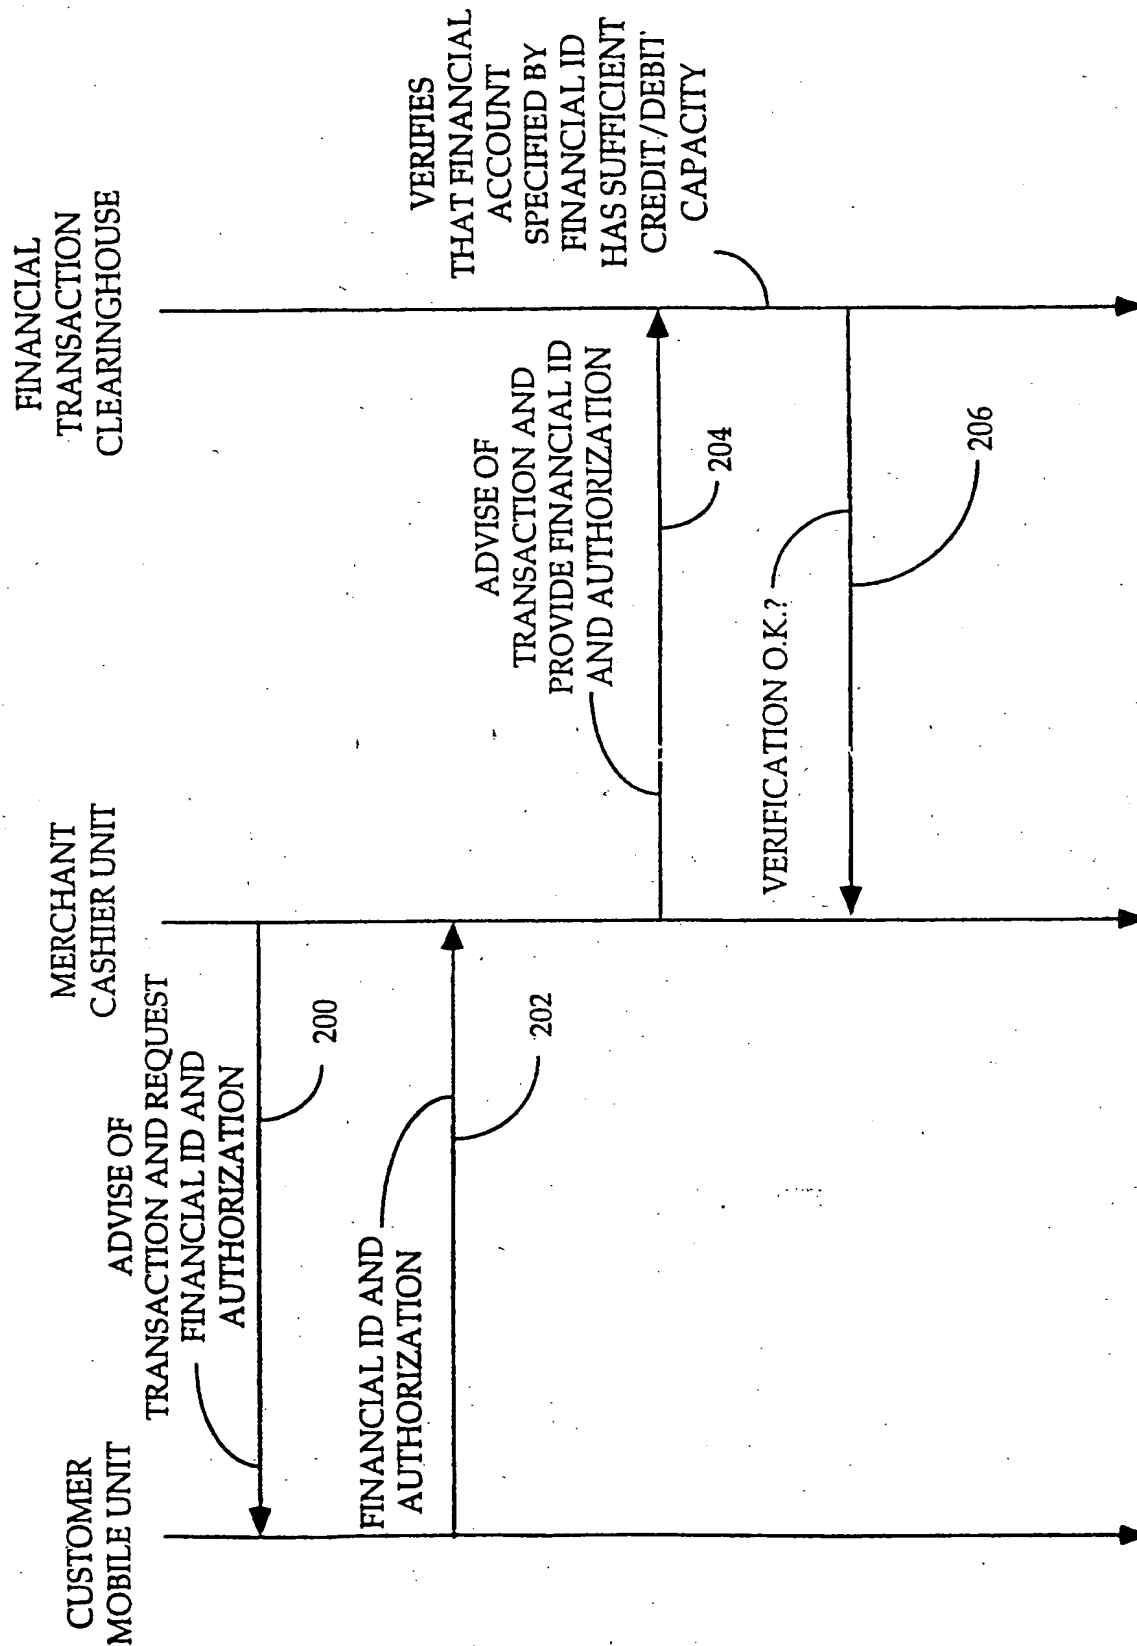 CUSTOMER
MOBILE UNIT
MERCHANT
CASHIER UNIT
FINANCIAL
TRANSACTION
CLEARINGHOUSE
ADVISE OF
TRANSACTION AND REQUEST
FINANCIAL ID AND
AUTHORIZATION
200
FINANCIAL ID AND
AUTHORIZATION
202
ADVISE OF
TRANSACTION AND
PROVIDE FINANCIAL ID
AND AUTHORIZATION
204
VERIFIES
THAT FINANCIAL
ACCOUNT
SPECIFIED BY
FINANCIAL ID
HAS SUFFICIENT
CREDIT/DEBIT
CAPACITY
VERIFICATION O.K.?
206